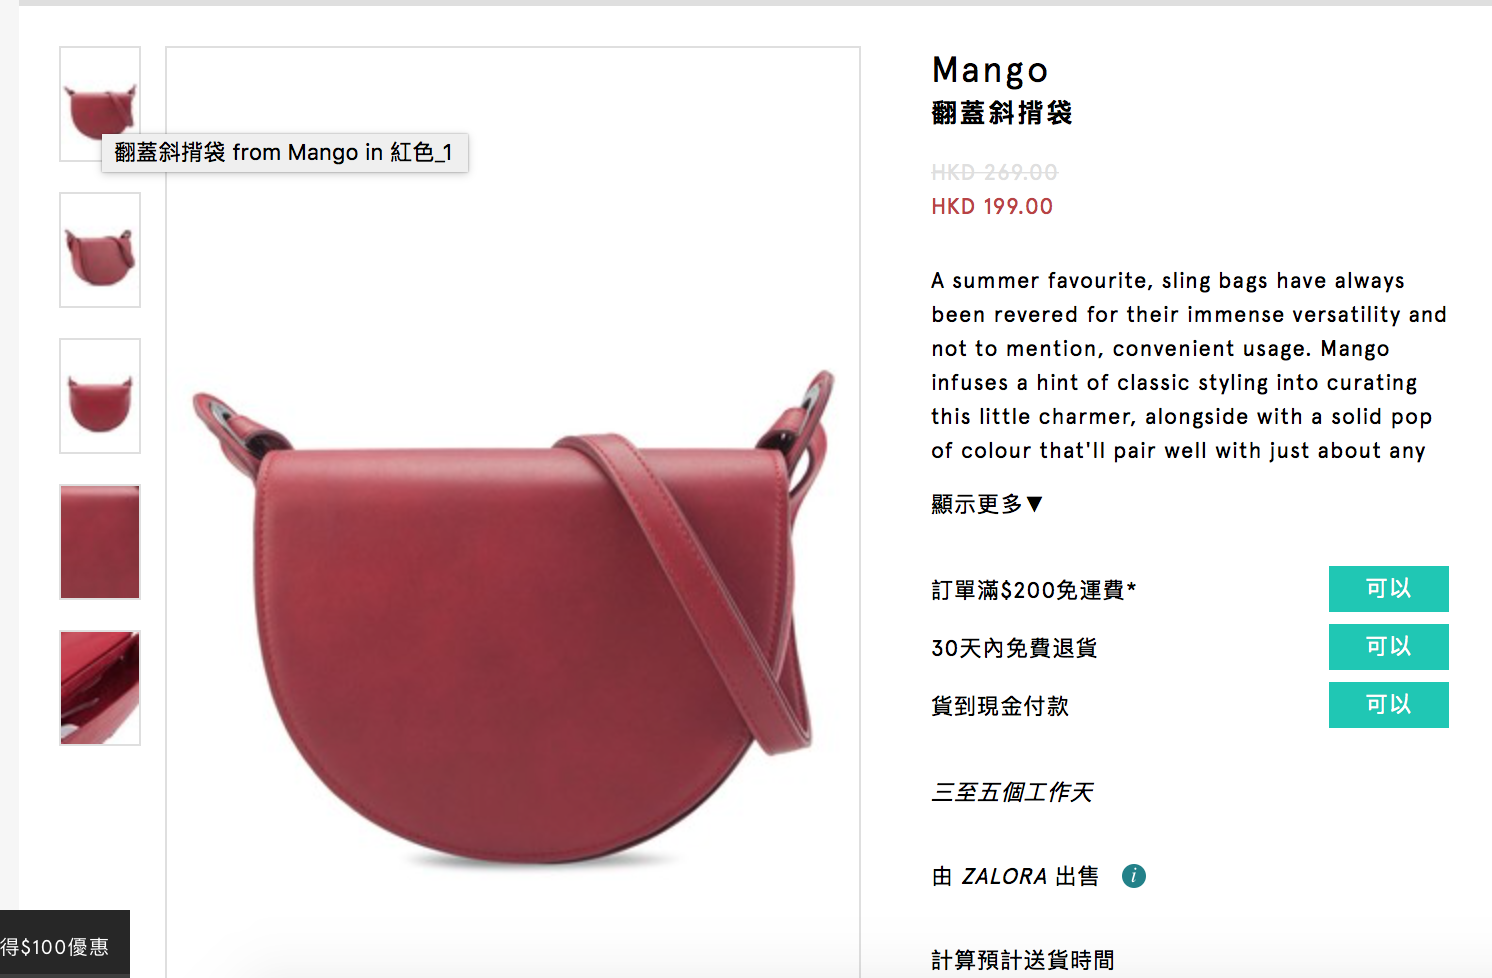 Mango
翻蓋斜揹袋
翻蓋斜揹袋 from Mango in 紅色_1
HKD 269.00
HKD 199.00
A summer favourite, sling bags have always
been revered for their immense versatility and
not to mention, convenient usage. Mango
infuses a hint of classic styling into curating
this little charmer, alongside with a solid pop
of colour that'll pair well with just about any
顯示更多▼
訂單滿$200免運費* 可以
30天內免費退貨 可以
貨到現金付款 可以
三至五個工作天
由 ZALORA 出售 i
得$100優惠
計算預計送貨時間